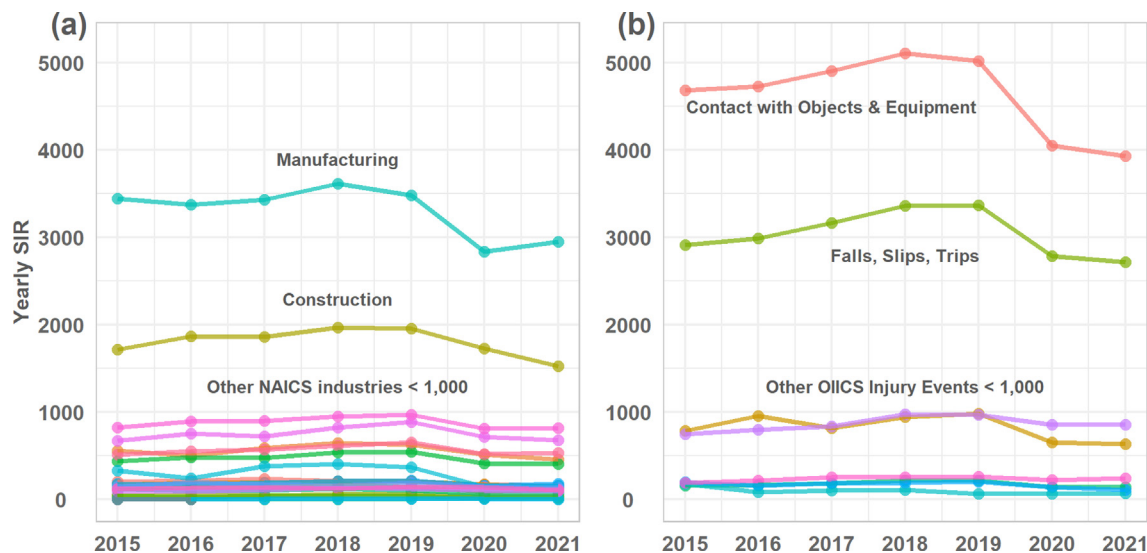 (a)
(b)
Yearly SIR
5000
4000
3000
2000
1000
0
Manufacturing
Construction
Other NAICS industries < 1,000
2015 2016 2017 2018 2019 2020 2021
5000
4000
3000
2000
1000
0
Contact with Objects & Equipment
Falls, Slips, Trips
Other OIICS Injury Events < 1,000
2015 2016 2017 2018 2019 2020 2021